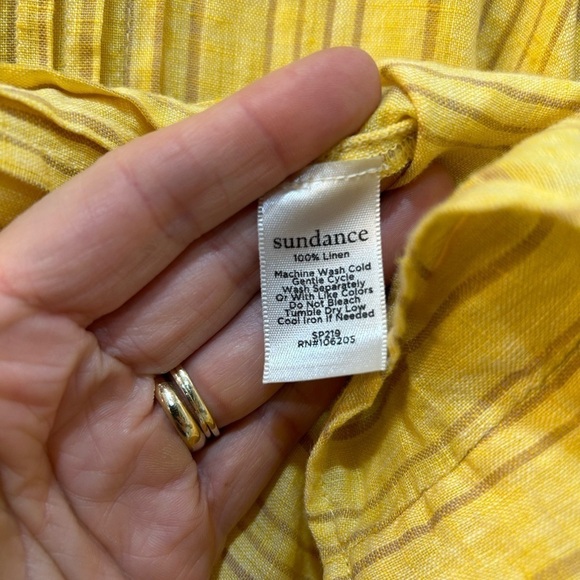 sundance
100% Linen
Machine Wash Cold
Gentle Cycle
Wash Separately
Or With Like Colors
Do Not Bleach
Tumble Dry Low
Cool Iron if Needed
SP219
RN#106205